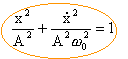 x²/A² + ẋ²/(A²ω₀²) = 1